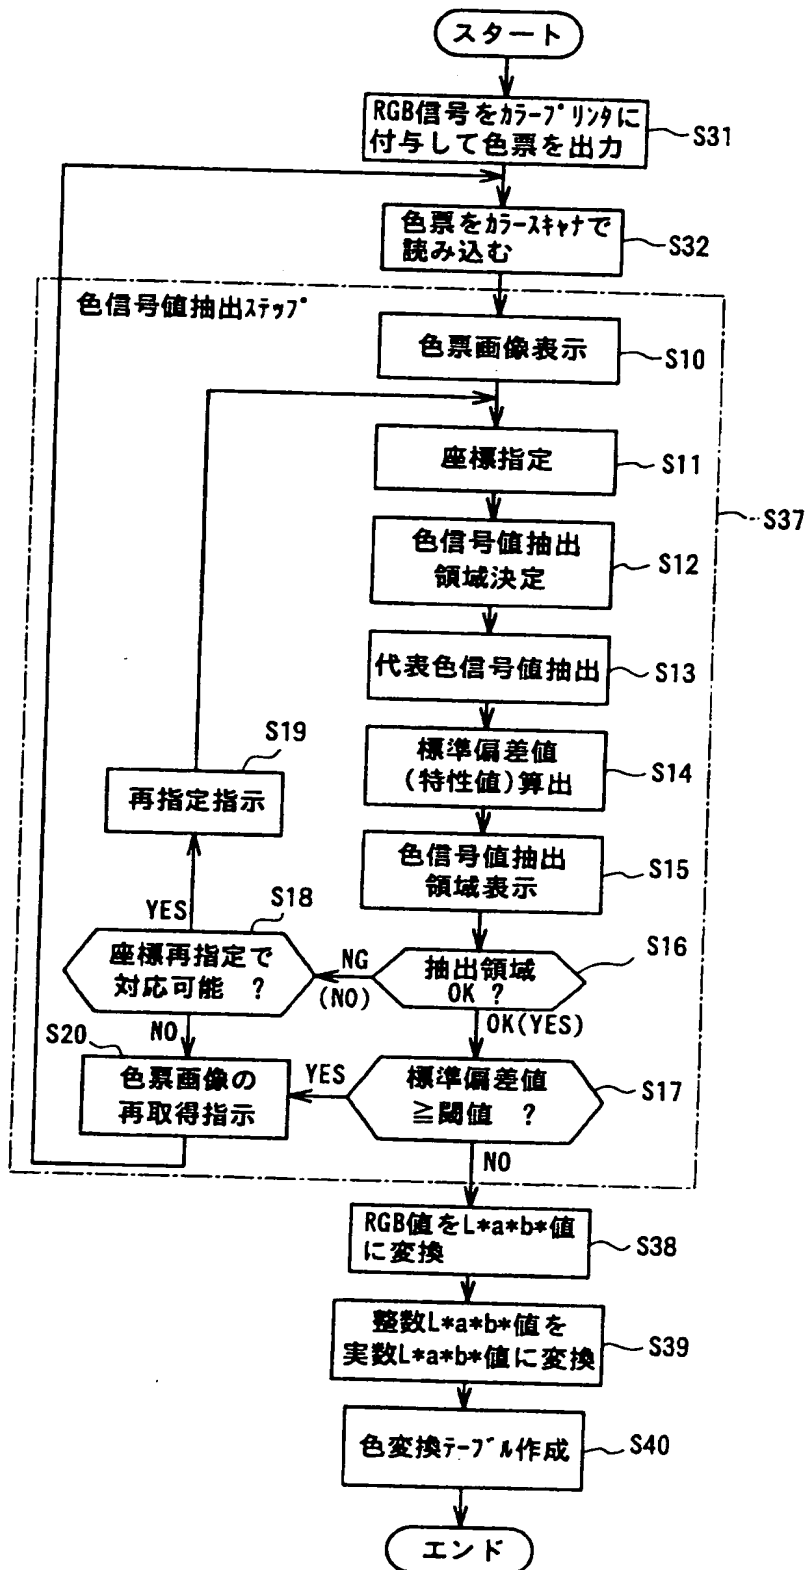 スタート
RGB信号をｶﾗｰﾌﾟﾘﾝﾀに
付与して色票を出力
S31
色票をｶﾗｰｽｷｬﾅで
読み込む
S32
色信号値抽出ｽﾃｯﾌﾟ
色票画像表示
S10
座標指定
S11
S37
色信号値抽出
領域決定
S12
代表色信号値抽出
S13
標準偏差値
(特性値)算出
S14
S19
再指定指示
色信号値抽出
領域表示
S15
YES
S18
座標再指定で
対応可能 ?
NG
(NO)
抽出領域
OK ?
S16
NO
OK(YES)
S20
色票画像の
再取得指示
YES
標準偏差値
≧閾値 ?
S17
NO
RGB値をL*a*b*値
に変換
S38
整数L*a*b*値を
実数L*a*b*値に変換
S39
色変換ﾃｰﾌﾞﾙ作成
S40
エンド